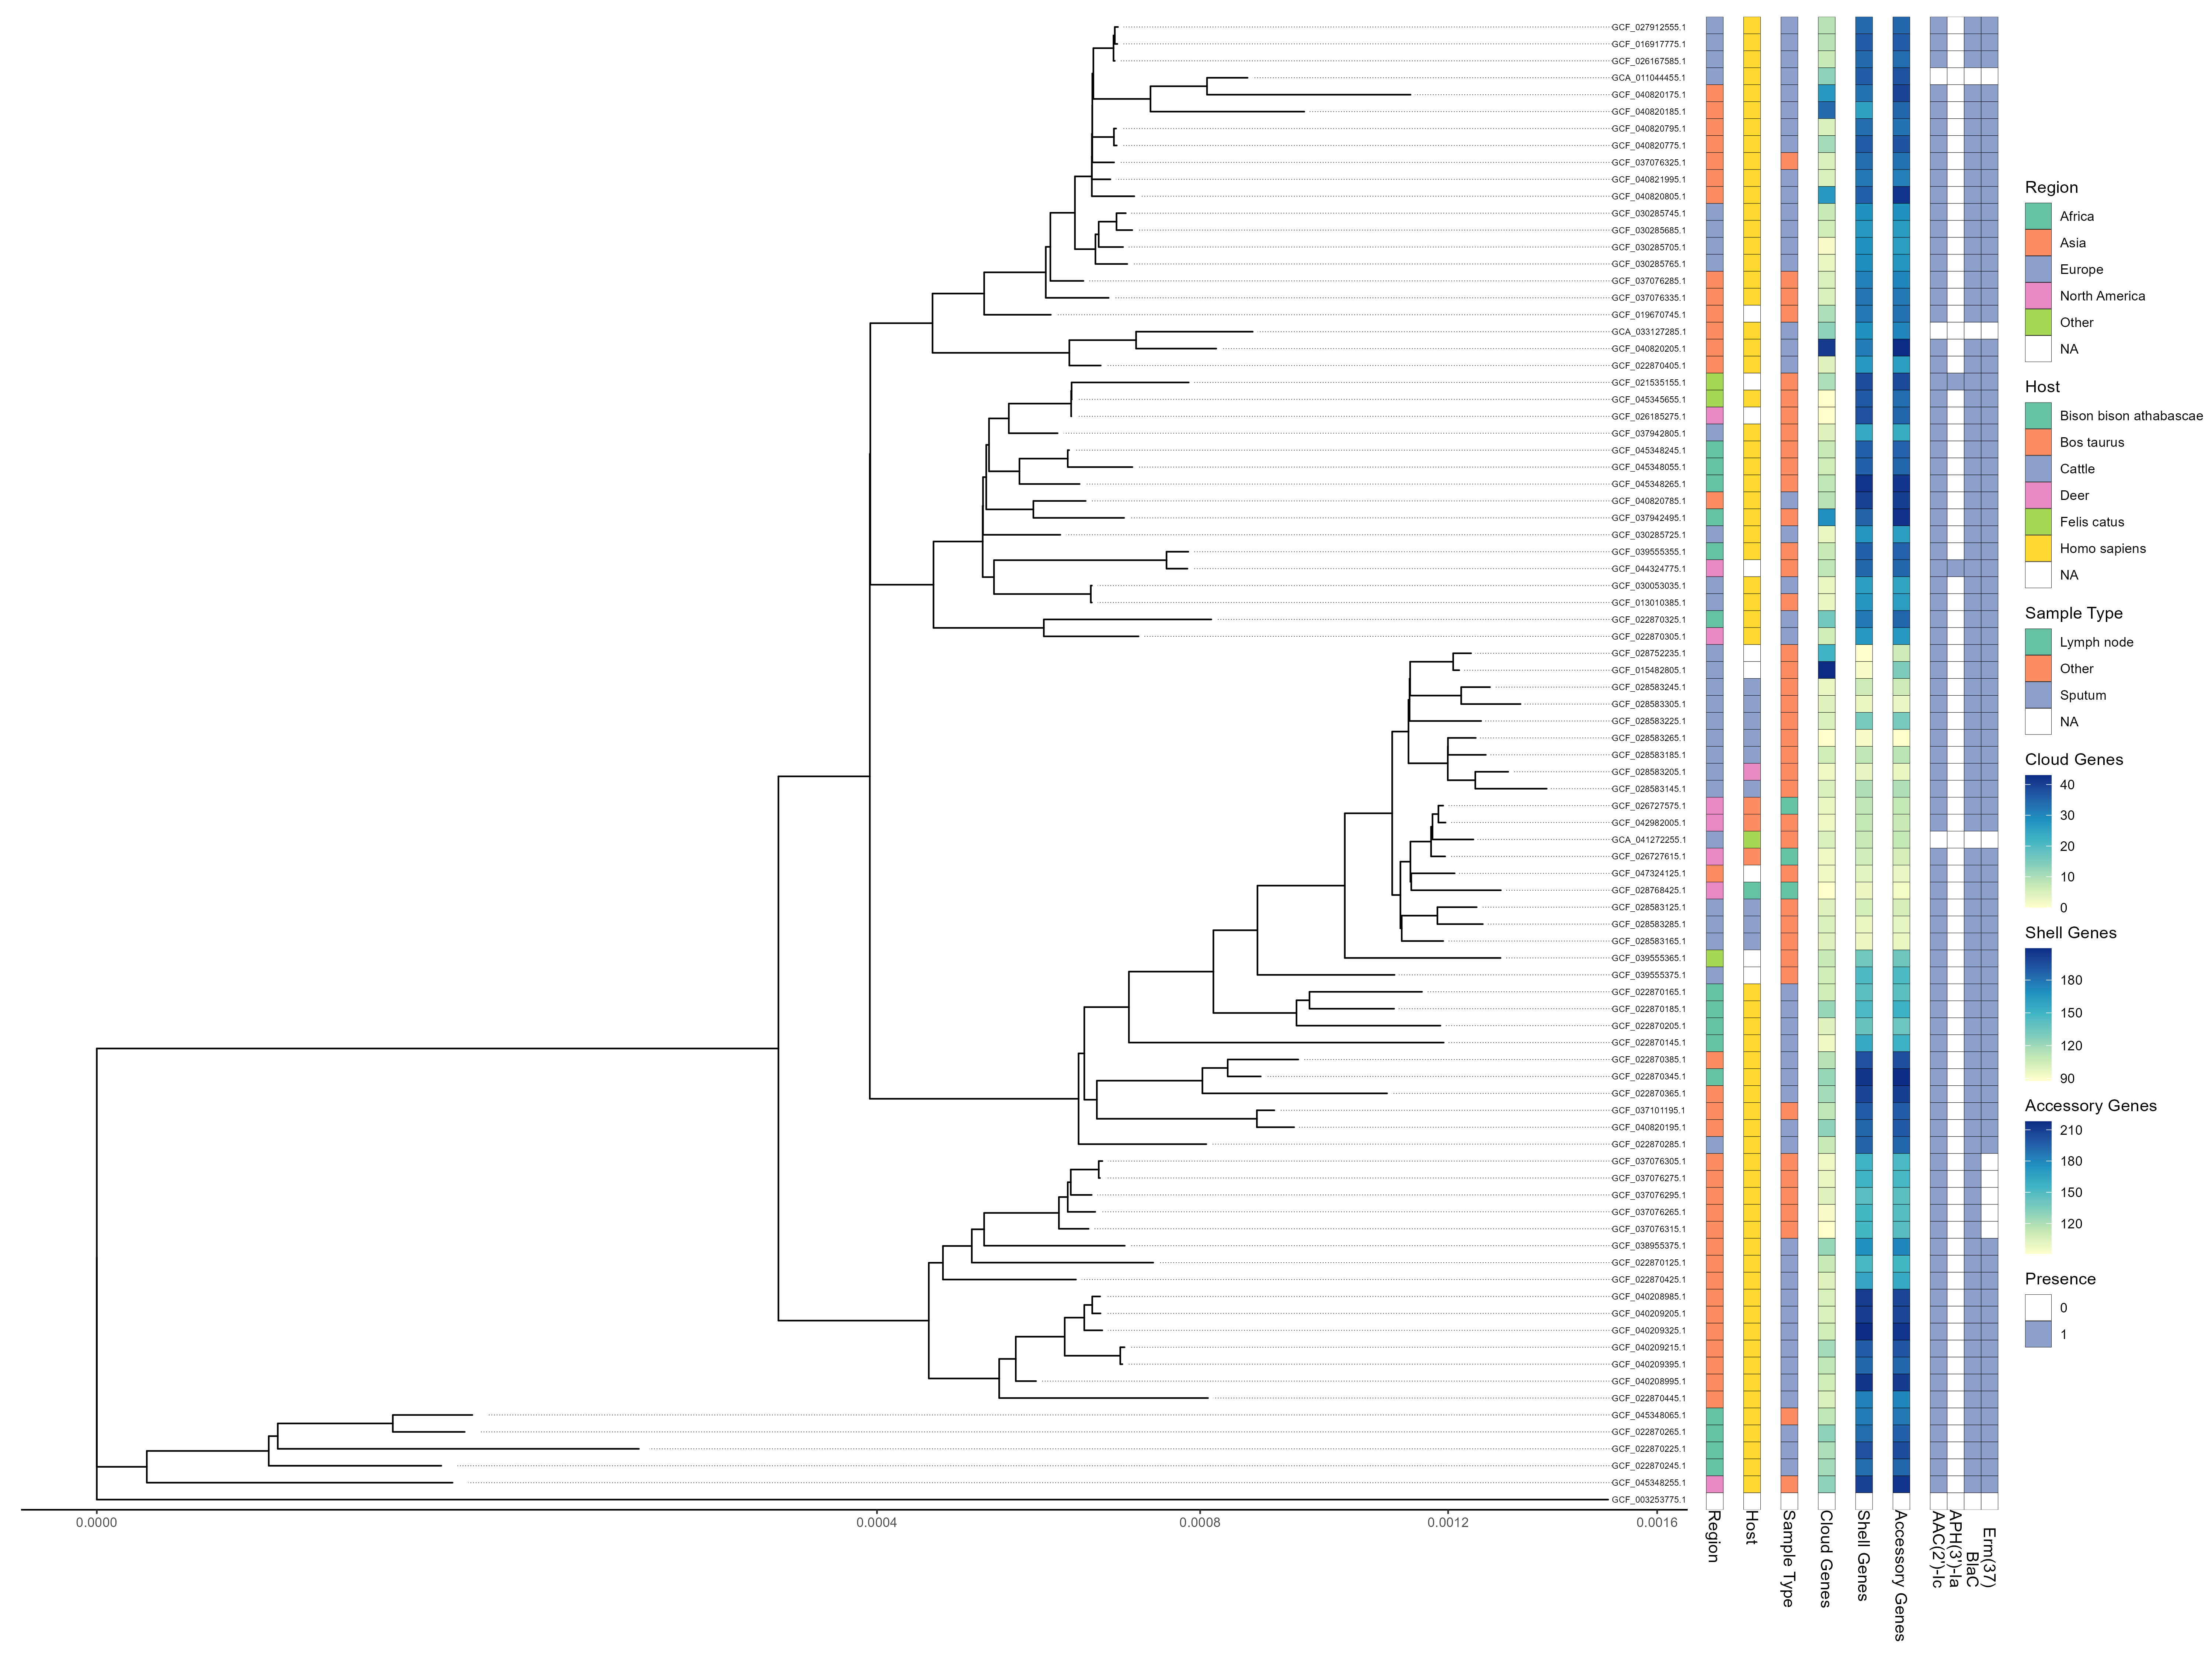 GCF_027912555.1
GCF_016917775.1
GCF_026167585.1
GCA_011044455.1
GCF_040820175.1
GCF_040820185.1
GCF_040820795.1
GCF_040820775.1
GCF_037076325.1
GCF_040821995.1
GCF_040820805.1
GCF_030285745.1
GCF_030285685.1
GCF_030285705.1
GCF_030285765.1
GCF_037076285.1
GCF_037076335.1
GCF_019670745.1
GCA_033127285.1
GCF_040820205.1
GCF_022870405.1
GCF_021535155.1
GCF_045345655.1
GCF_026185275.1
GCF_037942805.1
GCF_045348245.1
GCF_045348055.1
GCF_045348265.1
GCF_040820785.1
GCF_037942495.1
GCF_030285725.1
GCF_039555355.1
GCF_044324775.1
GCF_030053035.1
GCF_013010385.1
GCF_022870325.1
GCF_022870305.1
GCF_028752235.1
GCF_015482805.1
GCF_028583245.1
GCF_028583305.1
GCF_028583225.1
GCF_028583265.1
GCF_028583185.1
GCF_028583205.1
GCF_028583145.1
GCF_026727575.1
GCF_042982005.1
GCA_041272255.1
GCF_026727615.1
GCF_047324125.1
GCF_028768425.1
GCF_028583125.1
GCF_028583285.1
GCF_028583165.1
GCF_039555365.1
GCF_039555375.1
GCF_022870165.1
GCF_022870185.1
GCF_022870205.1
GCF_022870145.1
GCF_022870385.1
GCF_022870345.1
GCF_022870365.1
GCF_037101195.1
GCF_040820195.1
GCF_022870285.1
GCF_037076305.1
GCF_037076275.1
GCF_037076295.1
GCF_037076265.1
GCF_037076315.1
GCF_038955375.1
GCF_022870125.1
GCF_022870425.1
GCF_040208985.1
GCF_040209205.1
GCF_040209325.1
GCF_040209215.1
GCF_040209395.1
GCF_040208995.1
GCF_022870445.1
GCF_045348065.1
GCF_022870265.1
GCF_022870225.1
GCF_022870245.1
GCF_045348255.1
GCF_003253775.1
0.0000 0.0004 0.0008 0.0012 0.0016
Region
Host
Sample Type
Cloud Genes
Shell Genes
Accessory Genes
AAC(2')-Ic
APH(3')-Ia
BlaC
Erm(37)
Region
Africa
Asia
Europe
North America
Other
NA
Host
Bison bison athabascae
Bos taurus
Cattle
Deer
Felis catus
Homo sapiens
NA
Sample Type
Lymph node
Other
Sputum
NA
Cloud Genes
40
30
20
10
0
Shell Genes
180
150
120
90
Accessory Genes
210
180
150
120
Presence
0
1